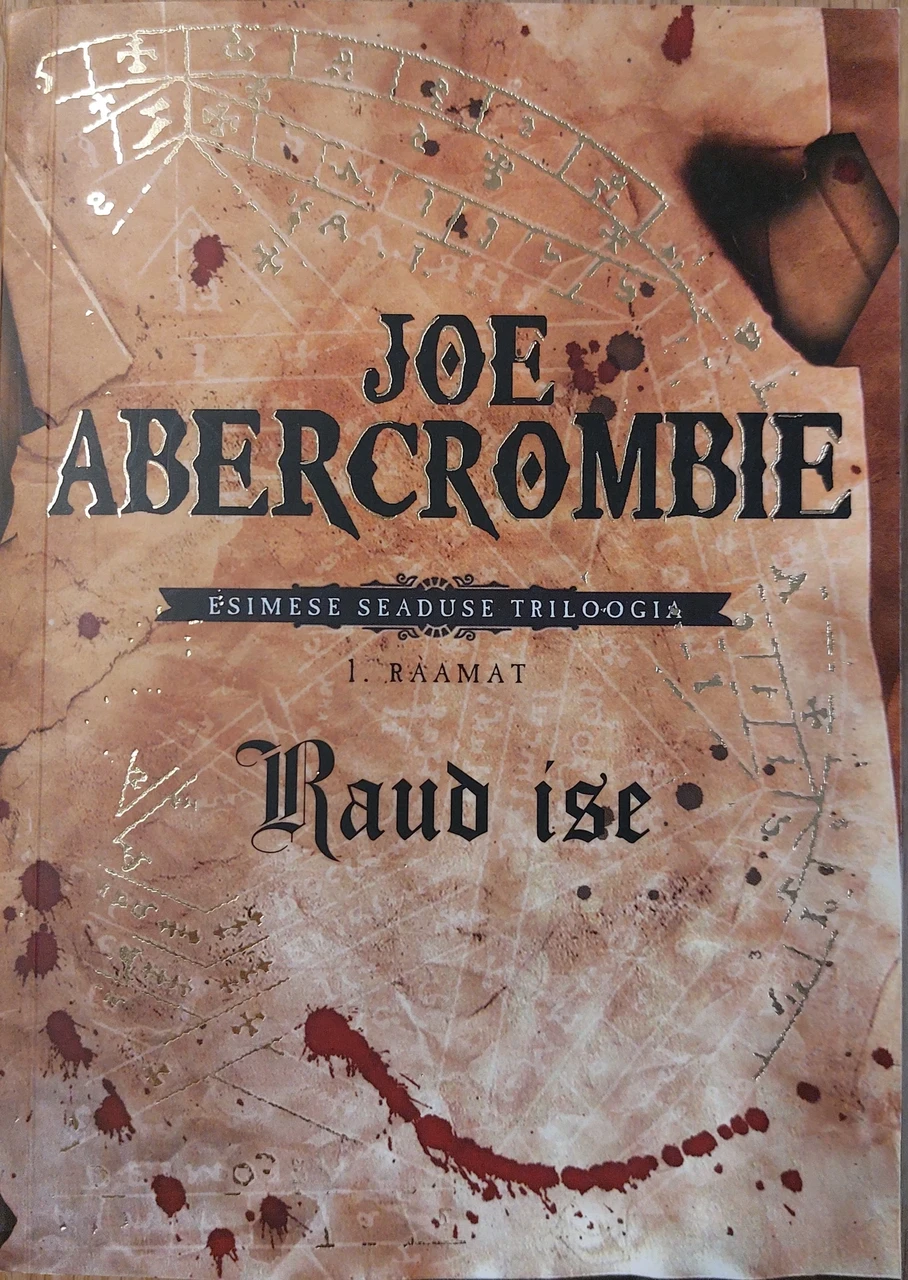 JOE
ABERCROMBIE
ESIMESE SEADUSE TRILOOGIA
1. RAAMAT
Raud ise